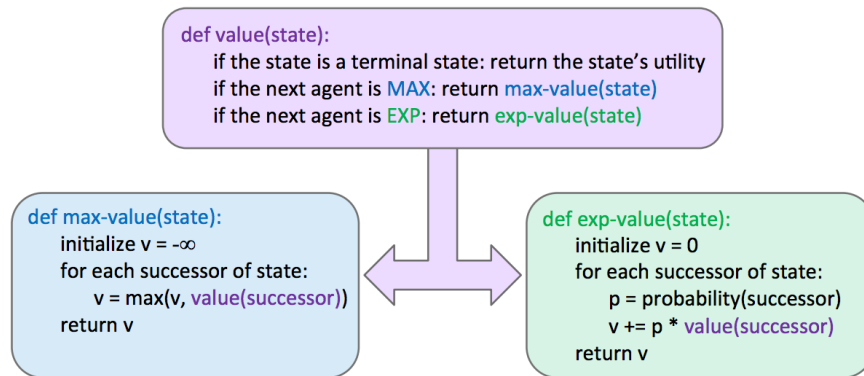 def value(state):
if the state is a terminal state: return the state’s utility
if the next agent is MAX: return max-value(state)
if the next agent is EXP: return exp-value(state)
def max-value(state):
initialize v = -∞
for each successor of state:
v = max(v, value(successor))
return v
def exp-value(state):
initialize v = 0
for each successor of state:
p = probability(successor)
v += p * value(successor)
return v